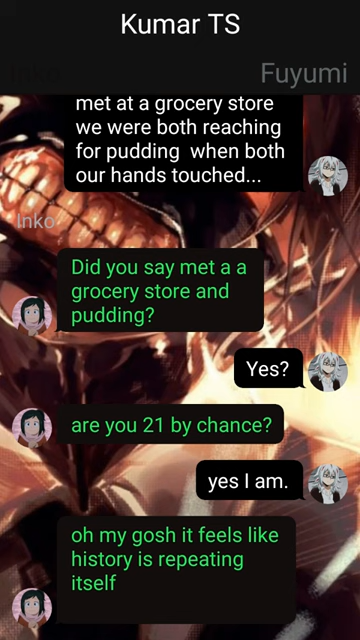 Kumar TS
Inko
Fuyumi
met at a grocery store
we were both reaching
for pudding  when both
our hands touched...
Inko
Did you say met a a
grocery store and
pudding?
Yes?
are you 21 by chance?
yes I am.
oh my gosh it feels like
history is repeating
itself